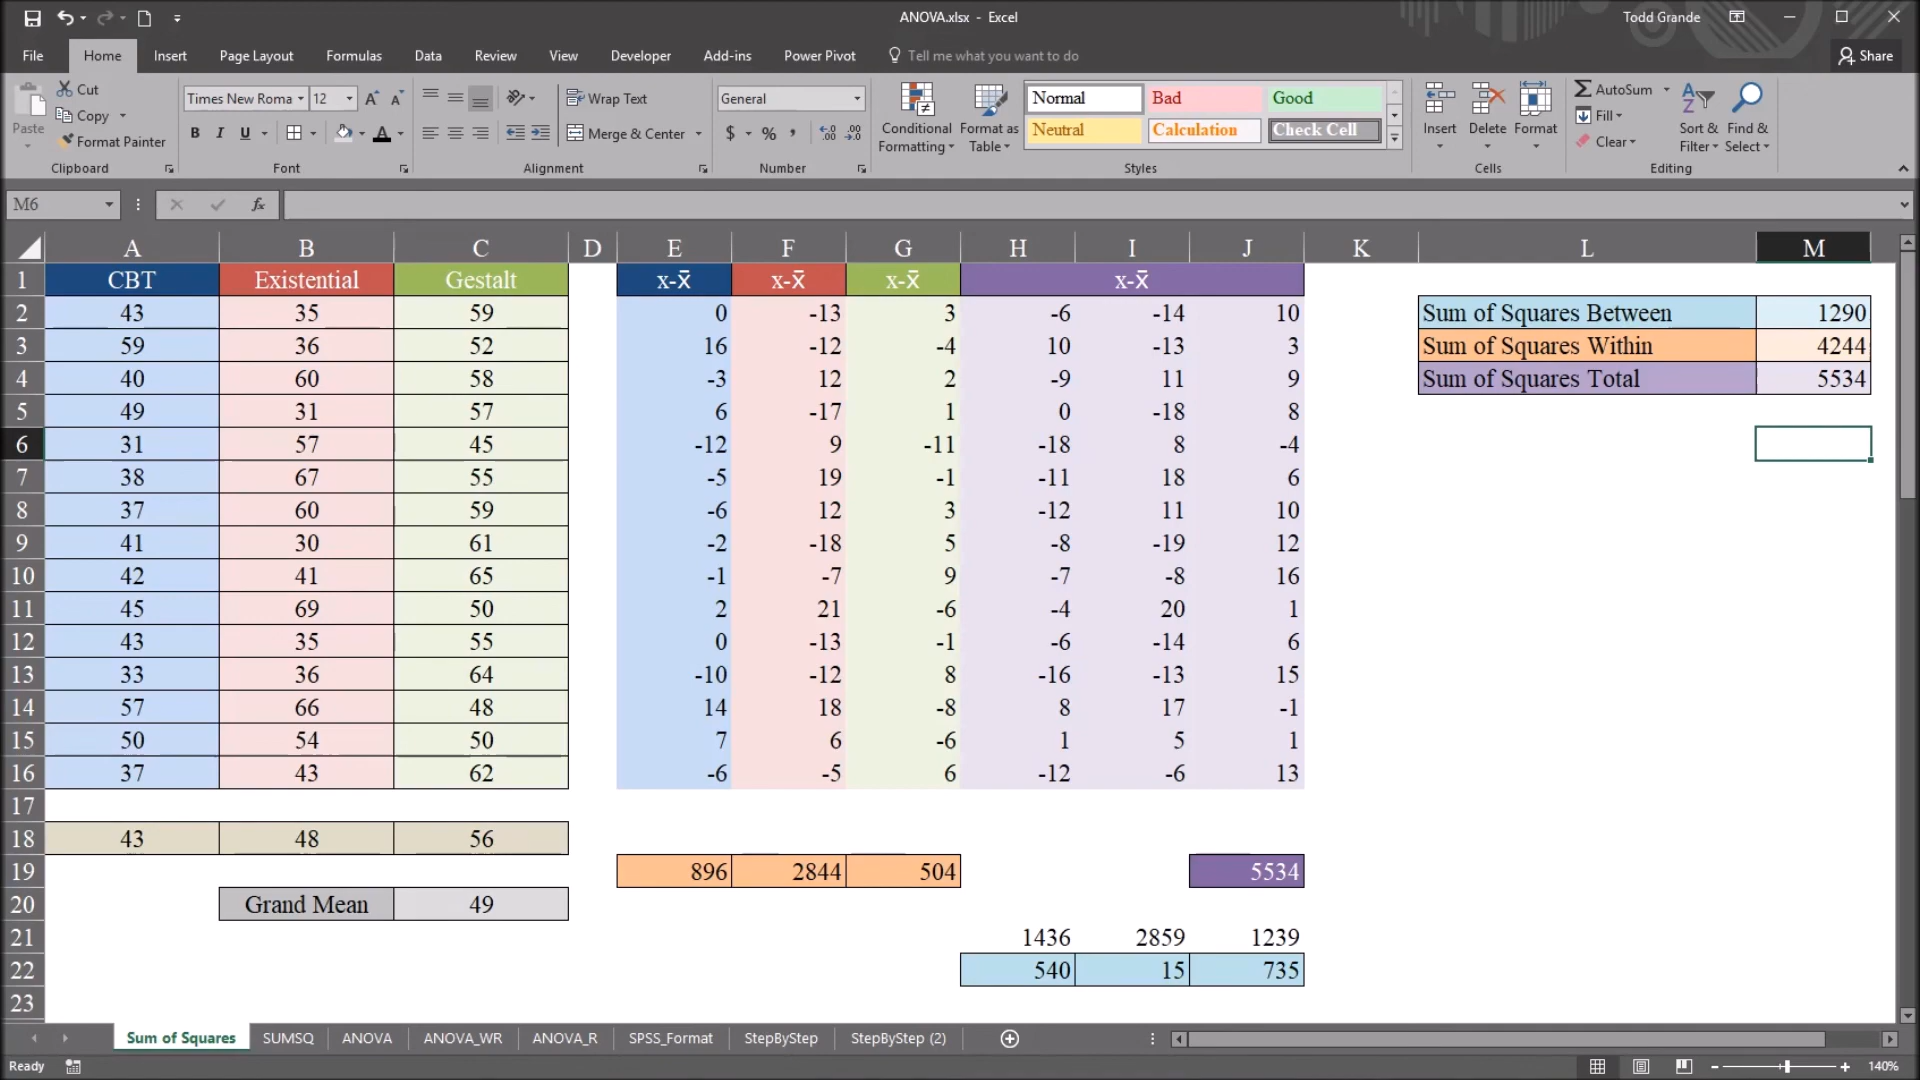 ANOVA.xlsx - Excel
Todd Grande
File Home Insert Page Layout Formulas Data Review View Developer Add-ins Power Pivot Tell me what you want to do Share
Paste
Cut
Copy
Format Painter
Clipboard
Times New Roma 12
B I U
Font
Wrap Text
Merge & Center
Alignment
General
$ % ,
Number
Conditional Formatting
Format as Table
Normal Bad Good
Neutral Calculation Check Cell
Styles
Insert Delete Format
Cells
AutoSum
Fill
Clear
Sort & Filter
Find & Select
Editing
M6 fx
A B C D E F G H I J K L M
1 CBT Existential Gestalt x-x̄ x-x̄ x-x̄ x-x̄
2 43 35 59 0 -13 3 -6 -14 10 Sum of Squares Between 1290
3 59 36 52 16 -12 -4 10 -13 3 Sum of Squares Within 4244
4 40 60 58 -3 12 2 -9 11 9 Sum of Squares Total 5534
5 49 31 57 6 -17 1 0 -18 8
6 31 57 45 -12 9 -11 -18 8 -4
7 38 67 55 -5 19 -1 -11 18 6
8 37 60 59 -6 12 3 -12 11 10
9 41 30 61 -2 -18 5 -8 -19 12
10 42 41 65 -1 -7 9 -7 -8 16
11 45 69 50 2 21 -6 -4 20 1
12 43 35 55 0 -13 -1 -6 -14 6
13 33 36 64 -10 -12 8 -16 -13 15
14 57 66 48 14 18 -8 8 17 -1
15 50 54 50 7 6 -6 1 5 1
16 37 43 62 -6 -5 6 -12 -6 13
17
18 43 48 56
19 896 2844 504 5534
20 Grand Mean 49
21 1436 2859 1239
22 540 15 735
23
Sum of Squares SUMSQ ANOVA ANOVA_WR ANOVA_R SPSS_Format StepByStep StepByStep (2)
Ready 140%